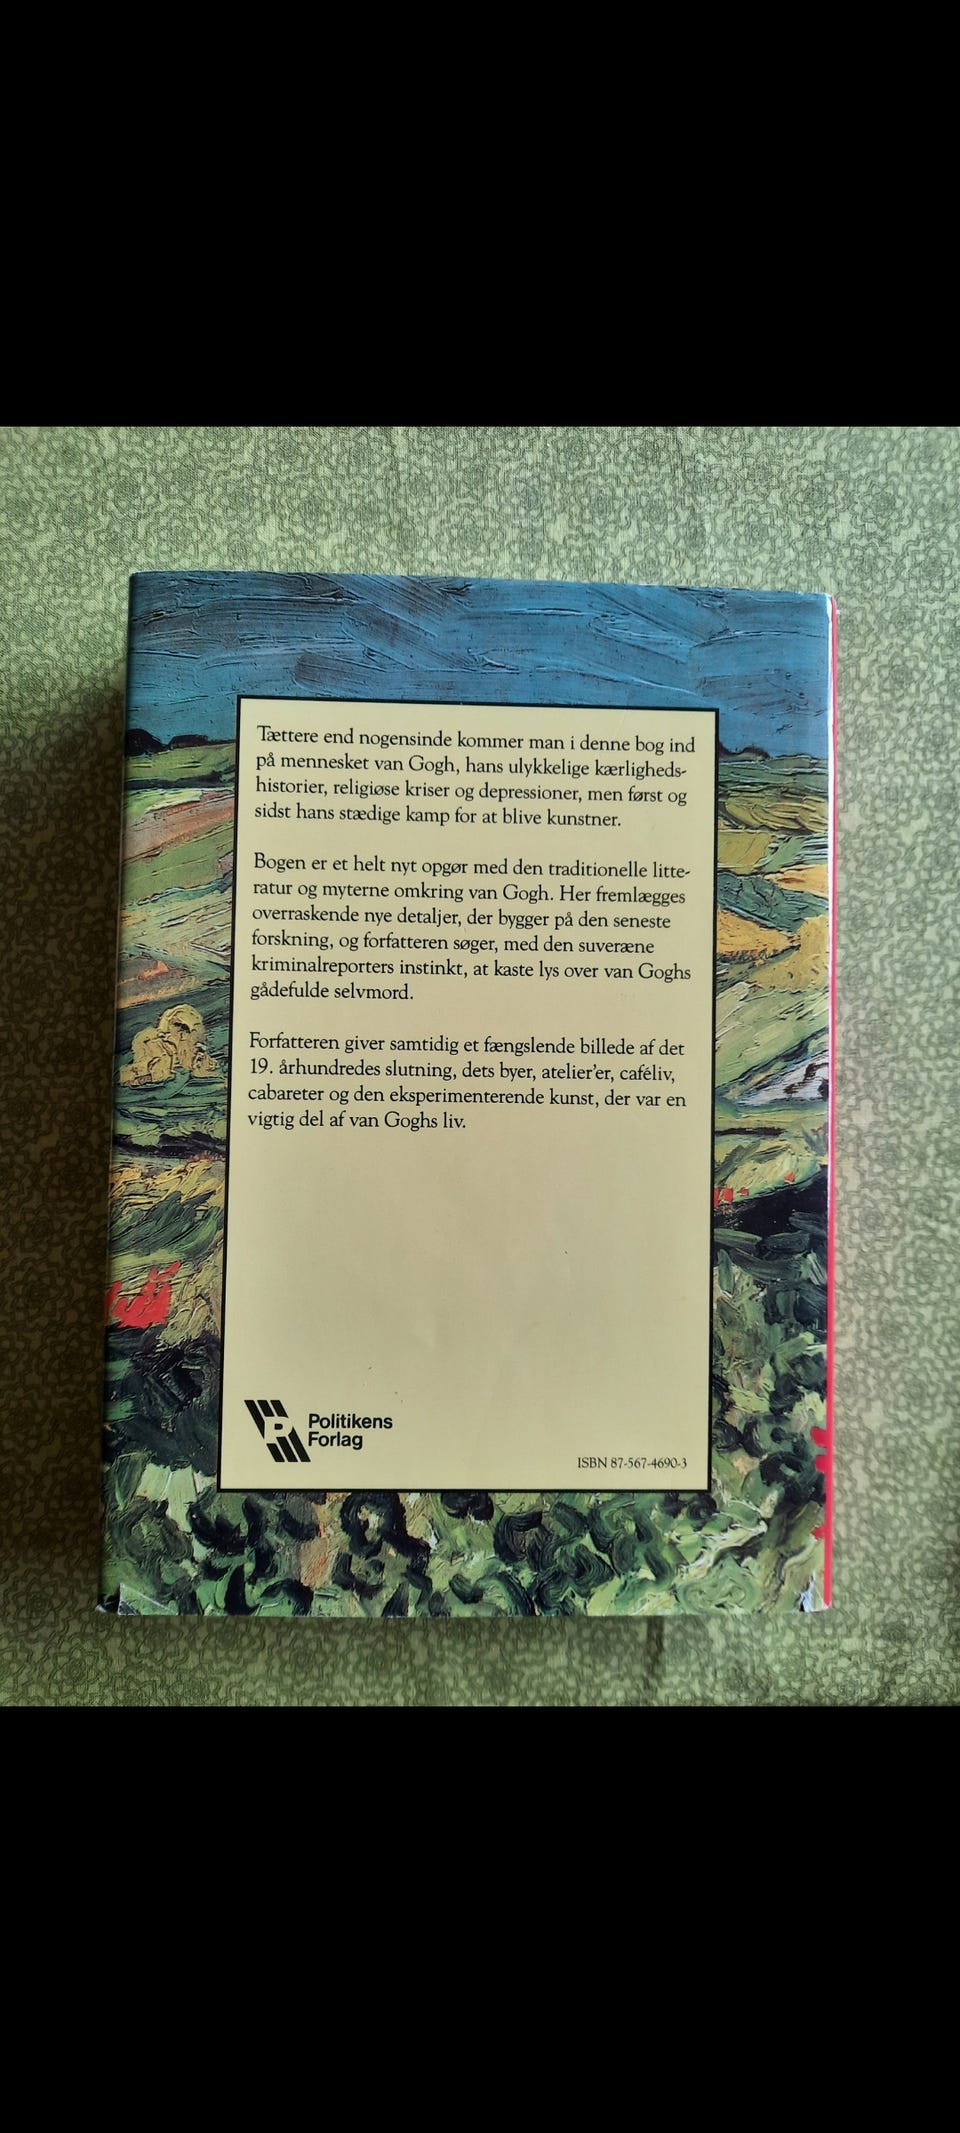 Tættere end nogensinde kommer man i denne bog ind
på mennesket van Gogh, hans ulykkelige kærligheds-
historier, religiøse kriser og depressioner, men først og
sidst hans stædige kamp for at blive kunstner.
Bogen er et helt nyt opgør med den traditionelle litte-
ratur og myterne omkring van Gogh. Her fremlægges
overraskende nye detaljer, der bygger på den seneste
forskning, og forfatteren søger, med den suveræne
kriminalreporters instinkt, at kaste lys over van Goghs
gådefulde selvmord.
Forfatteren giver samtidig et fængslende billede af det
19. århundredes slutning, dets byer, atelier'er, caféliv,
cabareter og den eksperimenterende kunst, der var en
vigtig del af van Goghs liv.
P
Politikens
Forlag
ISBN 87-567-4690-3